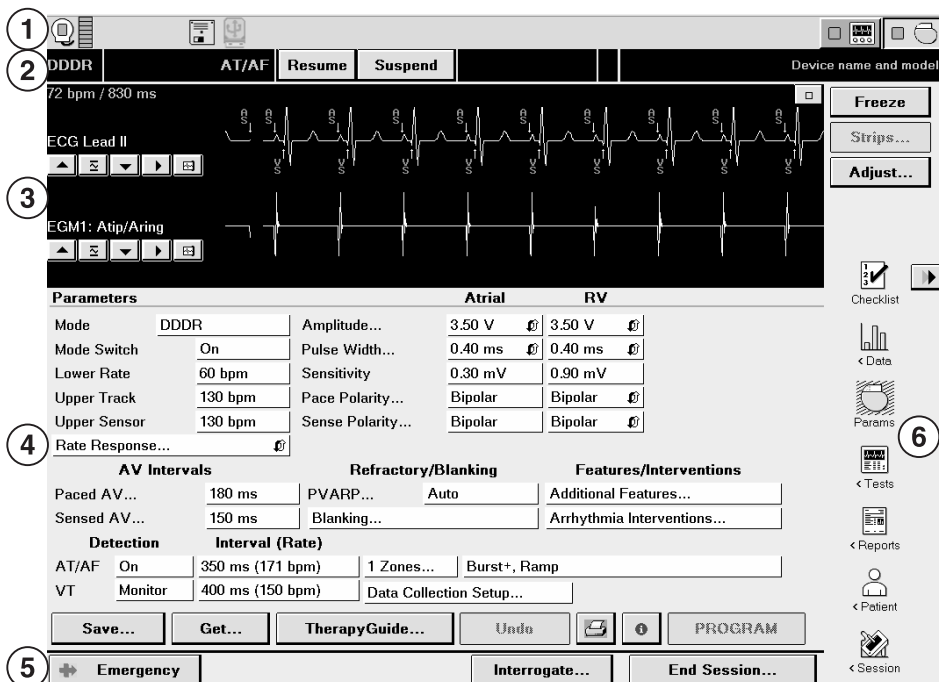 1
2
DDDR AT/AF Resume Suspend Device name and model
72 bpm / 830 ms
Freeze
A S A S A S A S A S A S A S A S A S
ECG Lead II
Strips...
V S V S V S V S V S V S V S V S
Adjust...
3
EGM1: Atip/Aring
Checklist
Parameters Atrial RV
Mode DDDR Amplitude... 3.50 V 3.50 V
Mode Switch On Pulse Width... 0.40 ms 0.40 ms
< Data
Lower Rate 60 bpm Sensitivity 0.30 mV 0.90 mV
Upper Track 130 bpm Pace Polarity... Bipolar Bipolar
Upper Sensor 130 bpm Sense Polarity... Bipolar Bipolar
Params
4
Rate Response...
6
AV Intervals Refractory/Blanking Features/Interventions
< Tests
Paced AV... 180 ms PVARP... Auto Additional Features...
Sensed AV... 150 ms Blanking... Arrhythmia Interventions...
Detection Interval (Rate)
< Reports
AT/AF On 350 ms (171 bpm) 1 Zones... Burst+, Ramp
VT Monitor 400 ms (150 bpm) Data Collection Setup...
< Patient
Save... Get... TherapyGuide... Undo PROGRAM
5
Emergency Interrogate... End Session...
< Session